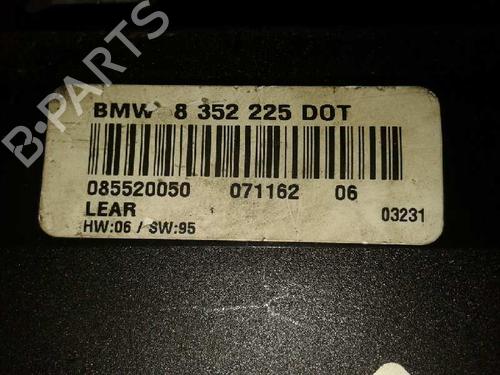 BMW 8 352 225 DOT
085520050 071162 06
LEAR 03231
HW:06 / SW:95
B-PARTS